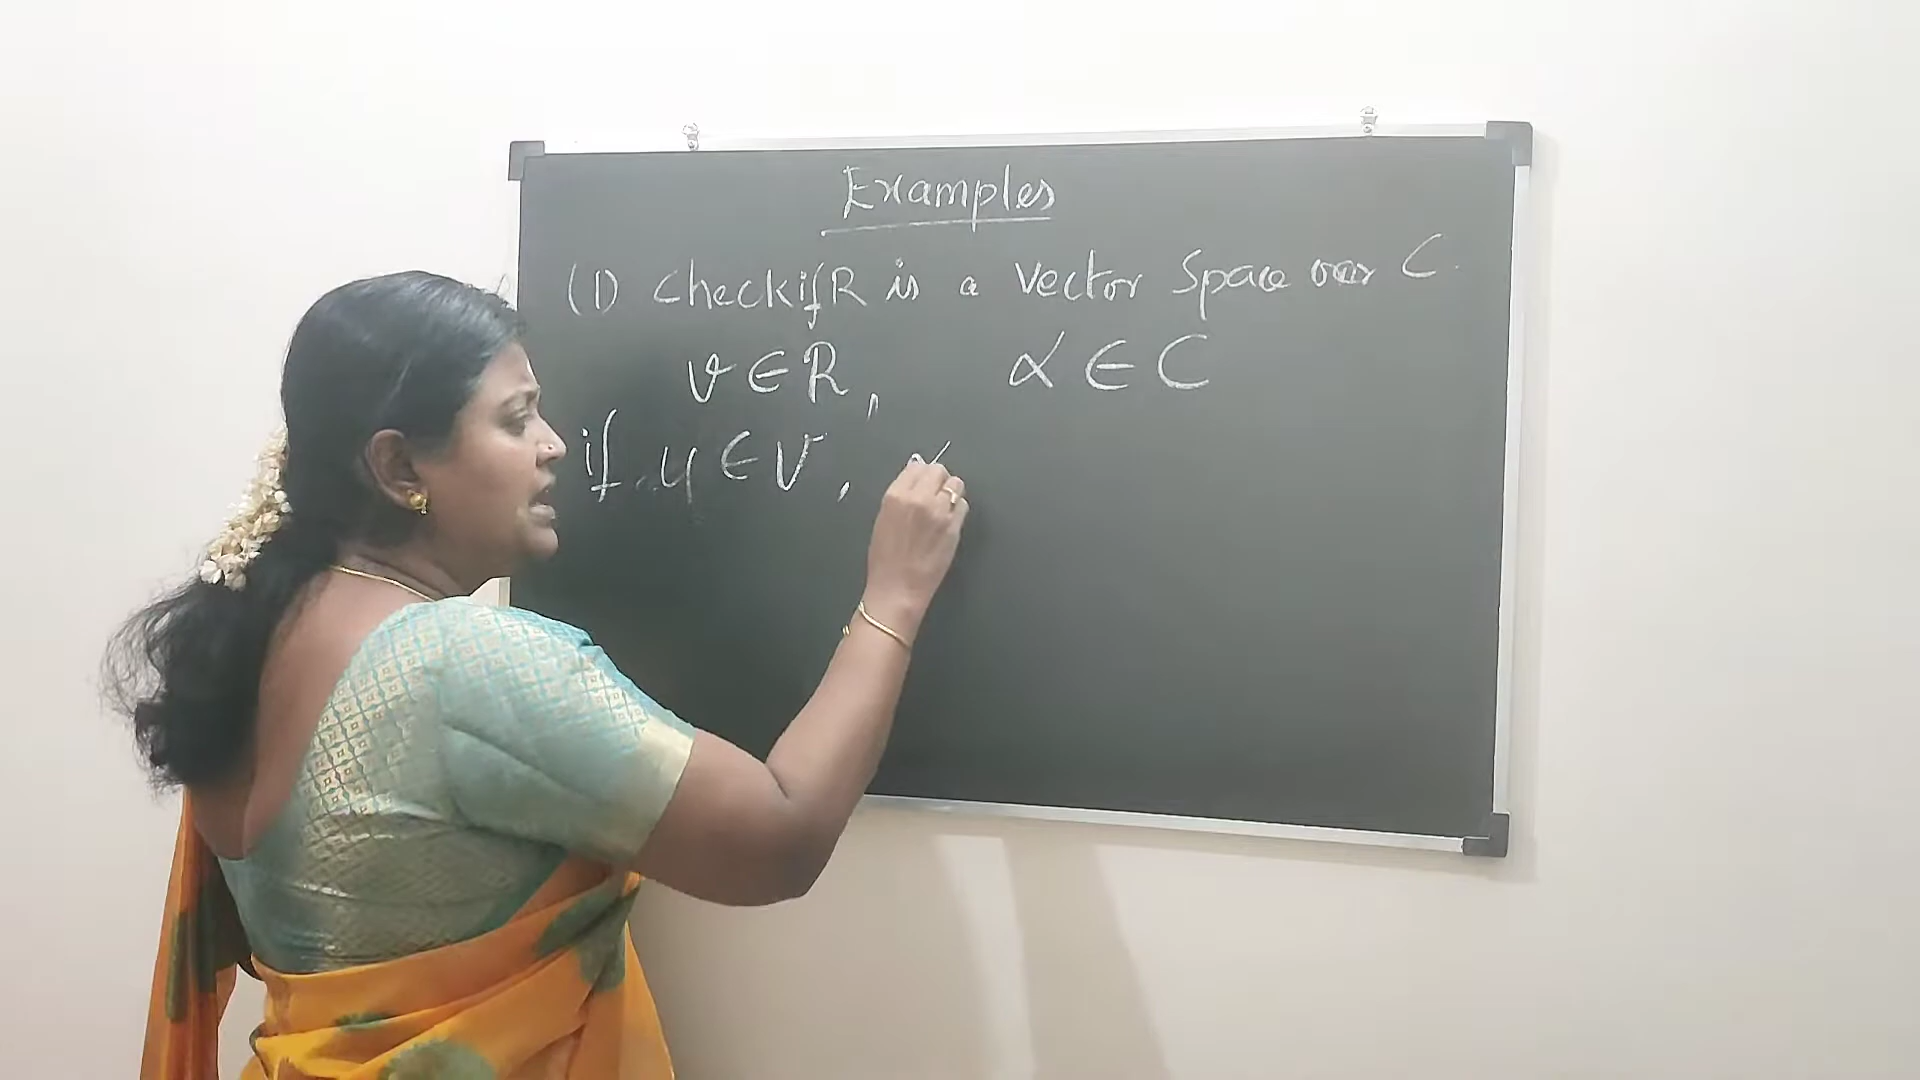 Examples
(1) Check if R is a Vector Space over C.
v ∈ R, α ∈ C
if u ∈ V,